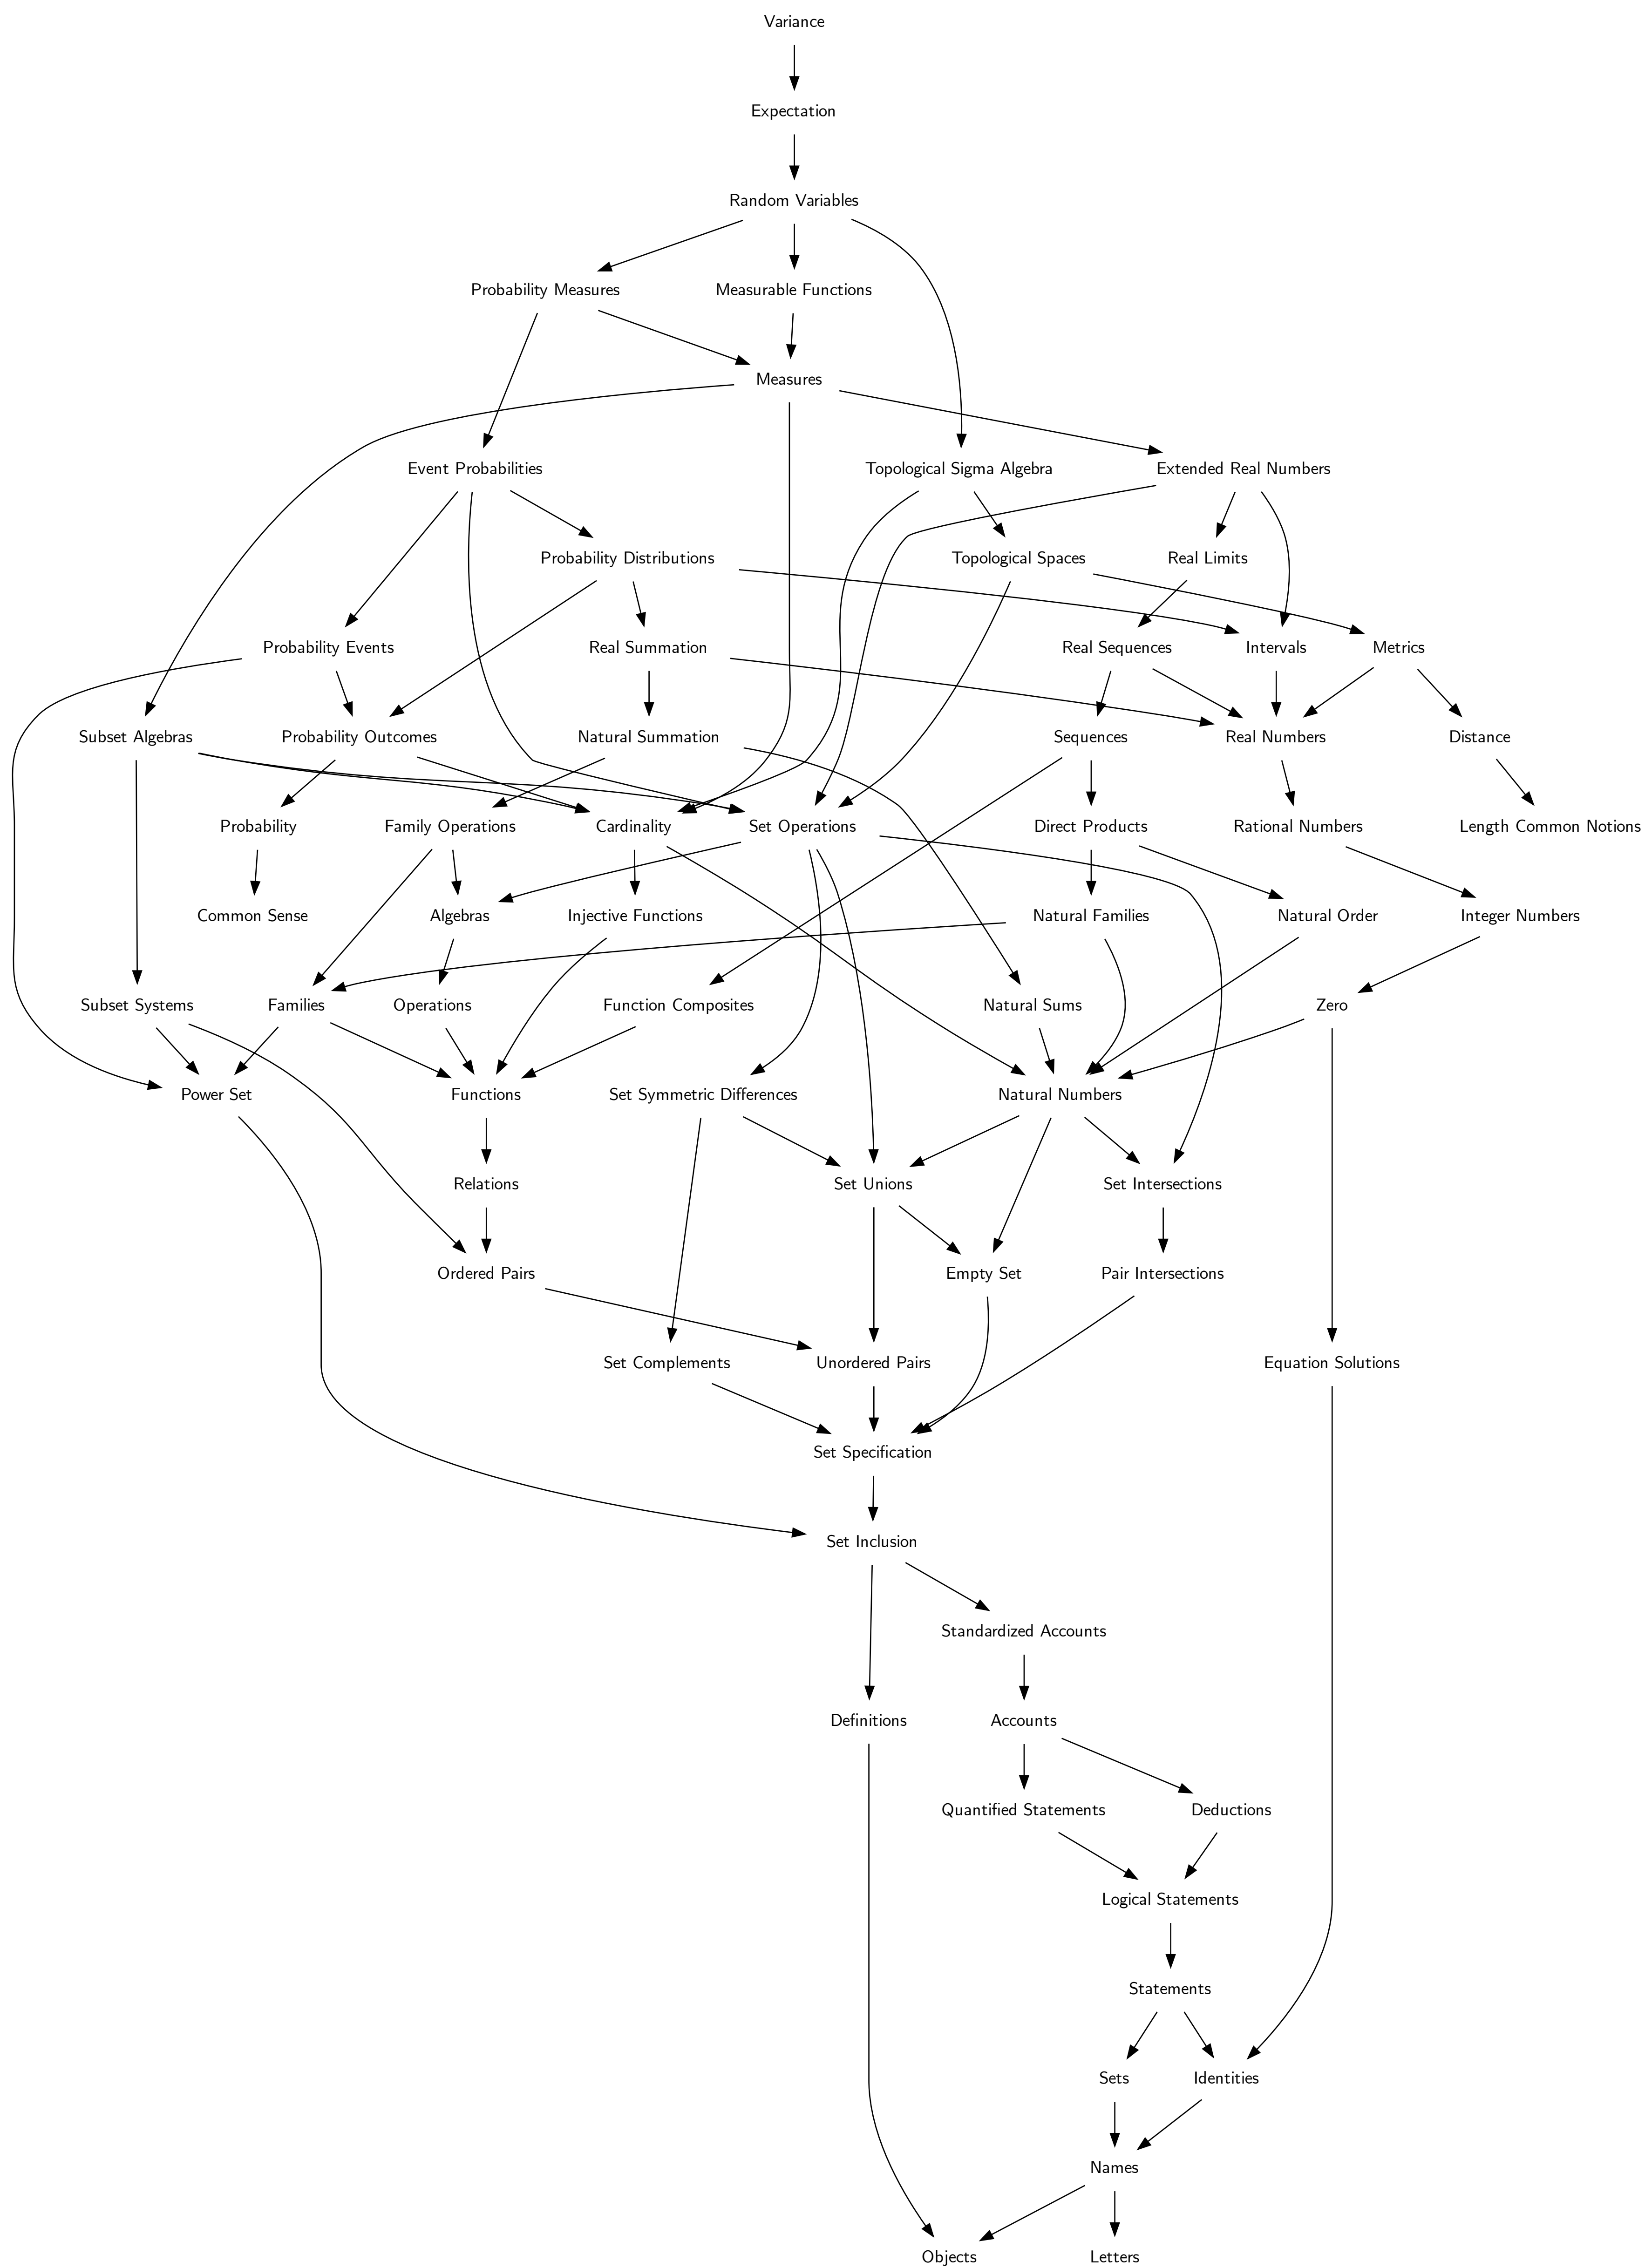 Variance
Expectation
Random Variables
Probability Measures
Measurable Functions
Measures
Event Probabilities
Topological Sigma Algebra
Extended Real Numbers
Probability Distributions
Topological Spaces
Real Limits
Probability Events
Real Summation
Real Sequences
Intervals
Metrics
Subset Algebras
Probability Outcomes
Natural Summation
Sequences
Real Numbers
Distance
Probability
Family Operations
Cardinality
Set Operations
Direct Products
Rational Numbers
Length Common Notions
Common Sense
Algebras
Injective Functions
Natural Families
Natural Order
Integer Numbers
Subset Systems
Families
Operations
Function Composites
Natural Sums
Zero
Power Set
Functions
Set Symmetric Differences
Natural Numbers
Relations
Set Unions
Set Intersections
Ordered Pairs
Empty Set
Pair Intersections
Set Complements
Unordered Pairs
Equation Solutions
Set Specification
Set Inclusion
Standardized Accounts
Definitions
Accounts
Quantified Statements
Deductions
Logical Statements
Statements
Sets
Identities
Names
Objects
Letters